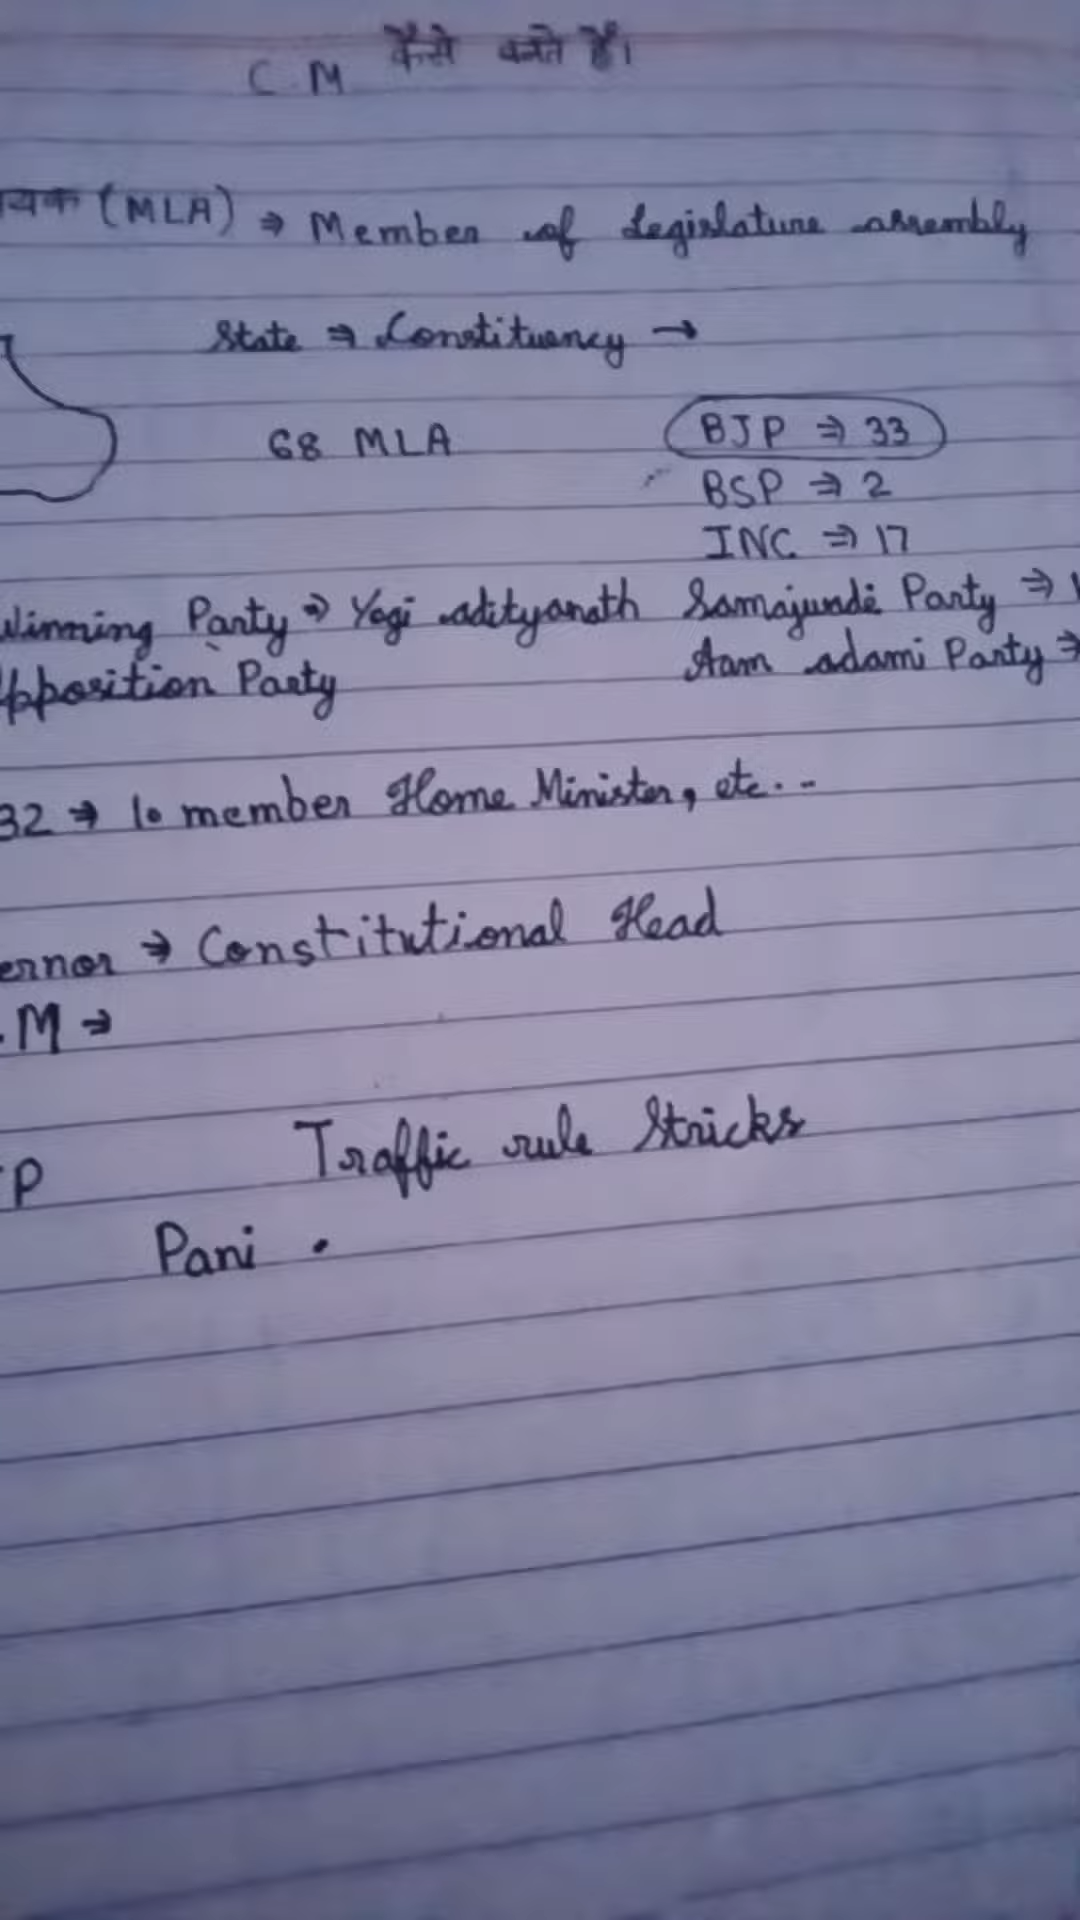 C.M कैसे बनते हैं।
यक (MLA) ⇒ Member of Legislature assembly
State ⇒ Constituency →
68 MLA
BJP ⇒ 33
BSP ⇒ 2
INC ⇒ 17
Winning Party ⇒ Yogi adityanath
Samajwadi Party ⇒
Opposition Party
Aam adami Party ⇒
32 ⇒ 10 member Home Minister, etc...
ernor ⇒ Constitutional Head
.M ⇒
Traffic rule Stricks
P
Pani .